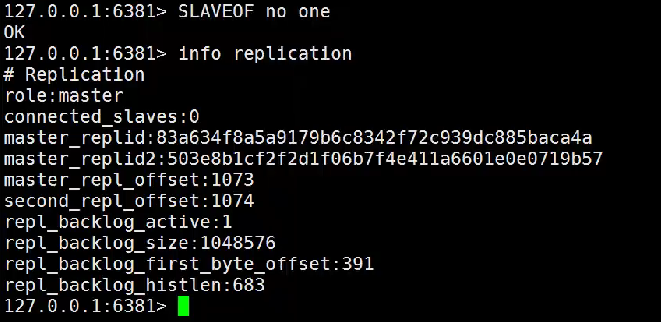 127.0.0.1:6381> SLAVEOF no one
OK
127.0.0.1:6381> info replication
# Replication
role:master
connected_slaves:0
master_replid:83a634f8a5a9179b6c8342f72c939dc885baca4a
master_replid2:503e8b1cf2f2d1f06b7f4e411a6601e0e0719b57
master_repl_offset:1073
second_repl_offset:1074
repl_backlog_active:1
repl_backlog_size:1048576
repl_backlog_first_byte_offset:391
repl_backlog_histlen:683
127.0.0.1:6381>